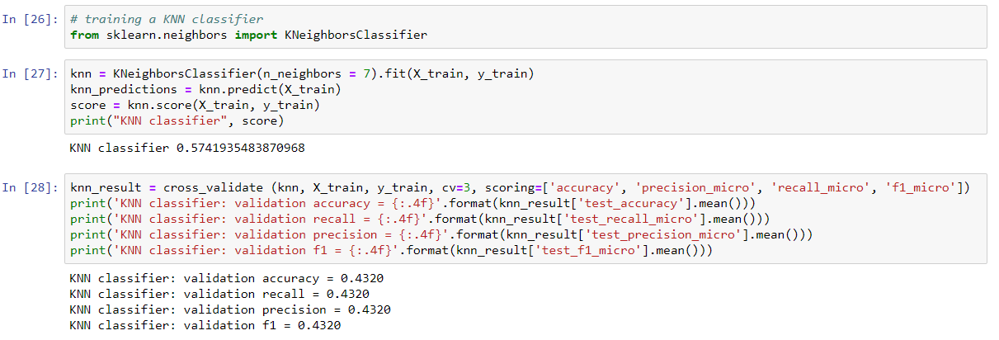 In [26]: # training a KNN classifier
from sklearn.neighbors import KNeighborsClassifier
In [27]: knn = KNeighborsClassifier(n_neighbors = 7).fit(X_train, y_train)
knn_predictions = knn.predict(X_train)
score = knn.score(X_train, y_train)
print("KNN classifier", score)
KNN classifier 0.5741935483870968
In [28]: knn_result = cross_validate (knn, X_train, y_train, cv=3, scoring=['accuracy', 'precision_micro', 'recall_micro', 'f1_micro'])
print('KNN classifier: validation accuracy = {:.4f}'.format(knn_result['test_accuracy'].mean()))
print('KNN classifier: validation recall = {:.4f}'.format(knn_result['test_recall_micro'].mean()))
print('KNN classifier: validation precision = {:.4f}'.format(knn_result['test_precision_micro'].mean()))
print('KNN classifier: validation f1 = {:.4f}'.format(knn_result['test_f1_micro'].mean()))
KNN classifier: validation accuracy = 0.4320
KNN classifier: validation recall = 0.4320
KNN classifier: validation precision = 0.4320
KNN classifier: validation f1 = 0.4320